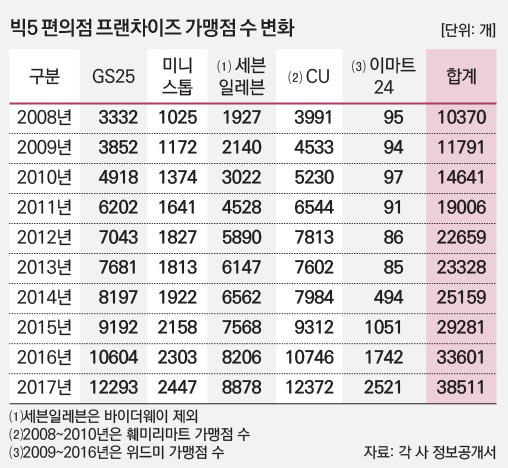 빅5 편의점 프랜차이즈 가맹점 수 변화
[단위: 개]
구분 GS25 미니스톱 (1) 세븐일레븐 (2) CU (3) 이마트24 합계
2008년 3332 1025 1927 3991 95 10370
2009년 3852 1172 2140 4533 94 11791
2010년 4918 1374 3022 5230 97 14641
2011년 6202 1641 4528 6544 91 19006
2012년 7043 1827 5890 7813 86 22659
2013년 7681 1813 6147 7602 85 23328
2014년 8197 1922 6562 7984 494 25159
2015년 9192 2158 7568 9312 1051 29281
2016년 10604 2303 8206 10746 1742 33601
2017년 12293 2447 8878 12372 2521 38511
(1)세븐일레븐은 바이더웨이 제외
(2)2008~2010년은 훼미리마트 가맹점 수
(3)2009~2016년은 위드미 가맹점 수
자료: 각 사 정보공개서